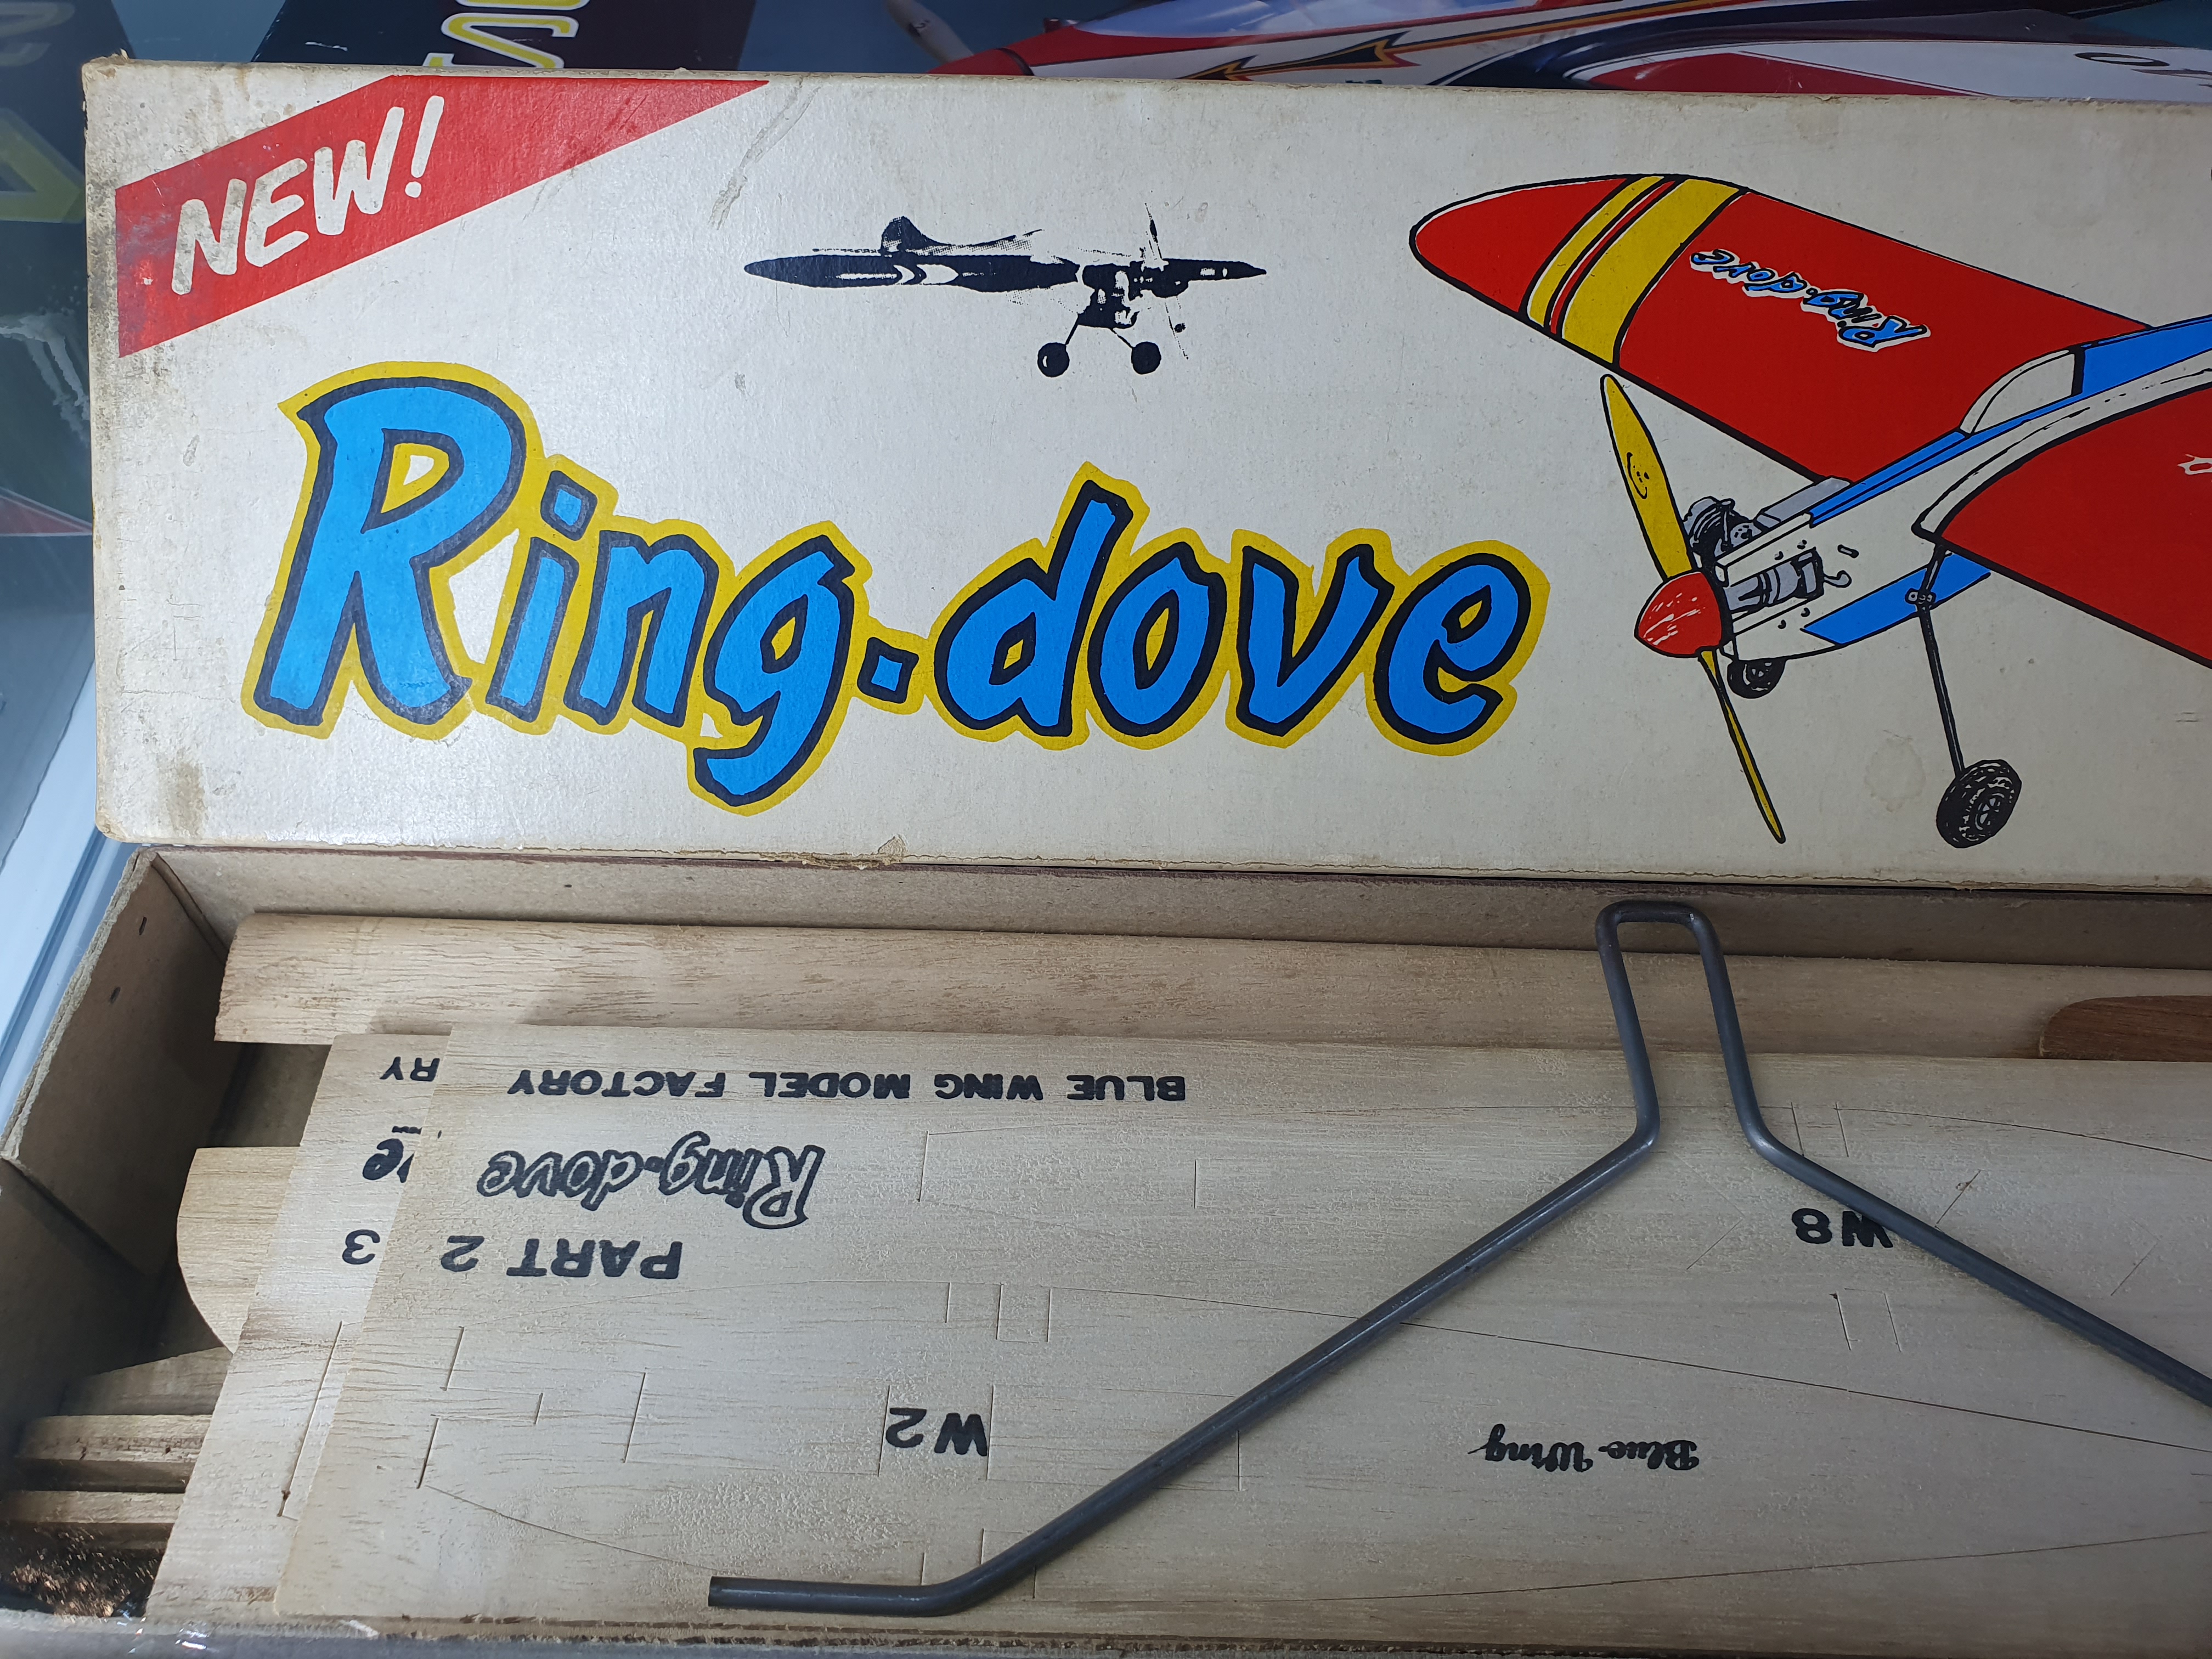 NEW!
Ring-dove
Ring-dove
BLUE WING MODEL FACTORY
RY
Ring-dove
ve
PART 2
3
W8
W2
Blue Wing